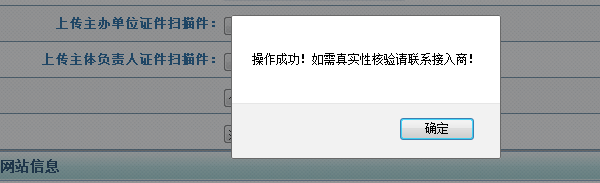 上传主办单位证件扫描件：
上传主体负责人证件扫描件：
操作成功！如需真实性核验请联系接入商！
确定
网站信息